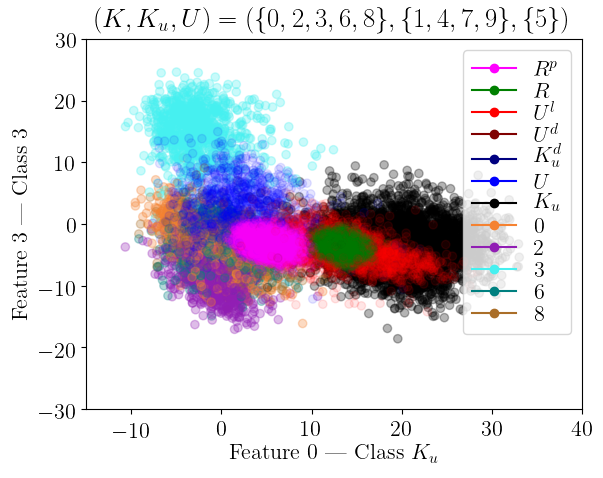 (K, K_u, U) = ({0, 2, 3, 6, 8}, {1, 4, 7, 9}, {5})
30
20
10
0
−10
−20
−30
Feature 3 — Class 3
R^p
R
U^l
U^d
K_u^d
U
K_u
0
2
3
6
8
−10 0 10 20 30 40
Feature 0 — Class K_u